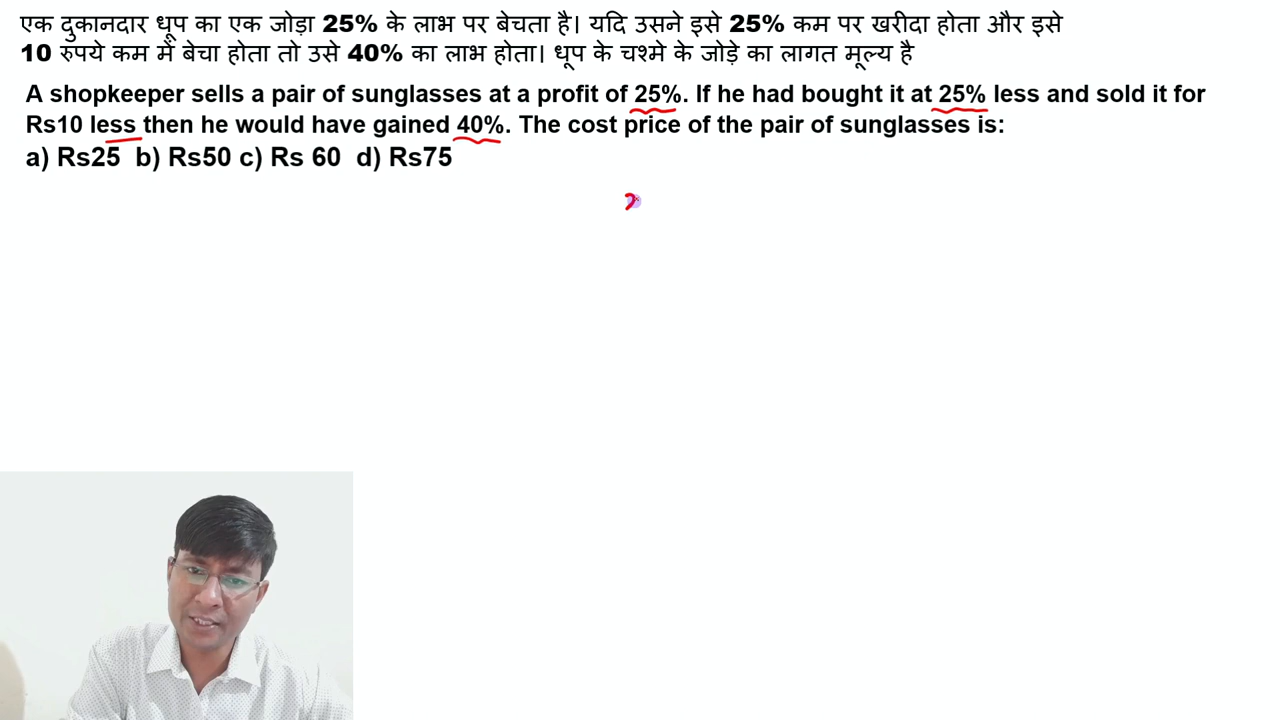 एक दुकानदार धूप का एक जोड़ा 25% के लाभ पर बेचता है। यदि उसने इसे 25% कम पर खरीदा होता और इसे
10 रुपये कम में बेचा होता तो उसे 40% का लाभ होता। धूप के चश्मे के जोड़े का लागत मूल्य है
A shopkeeper sells a pair of sunglasses at a profit of 25%. If he had bought it at 25% less and sold it for
Rs10 less then he would have gained 40%. The cost price of the pair of sunglasses is:
a) Rs25 b) Rs50 c) Rs 60 d) Rs75